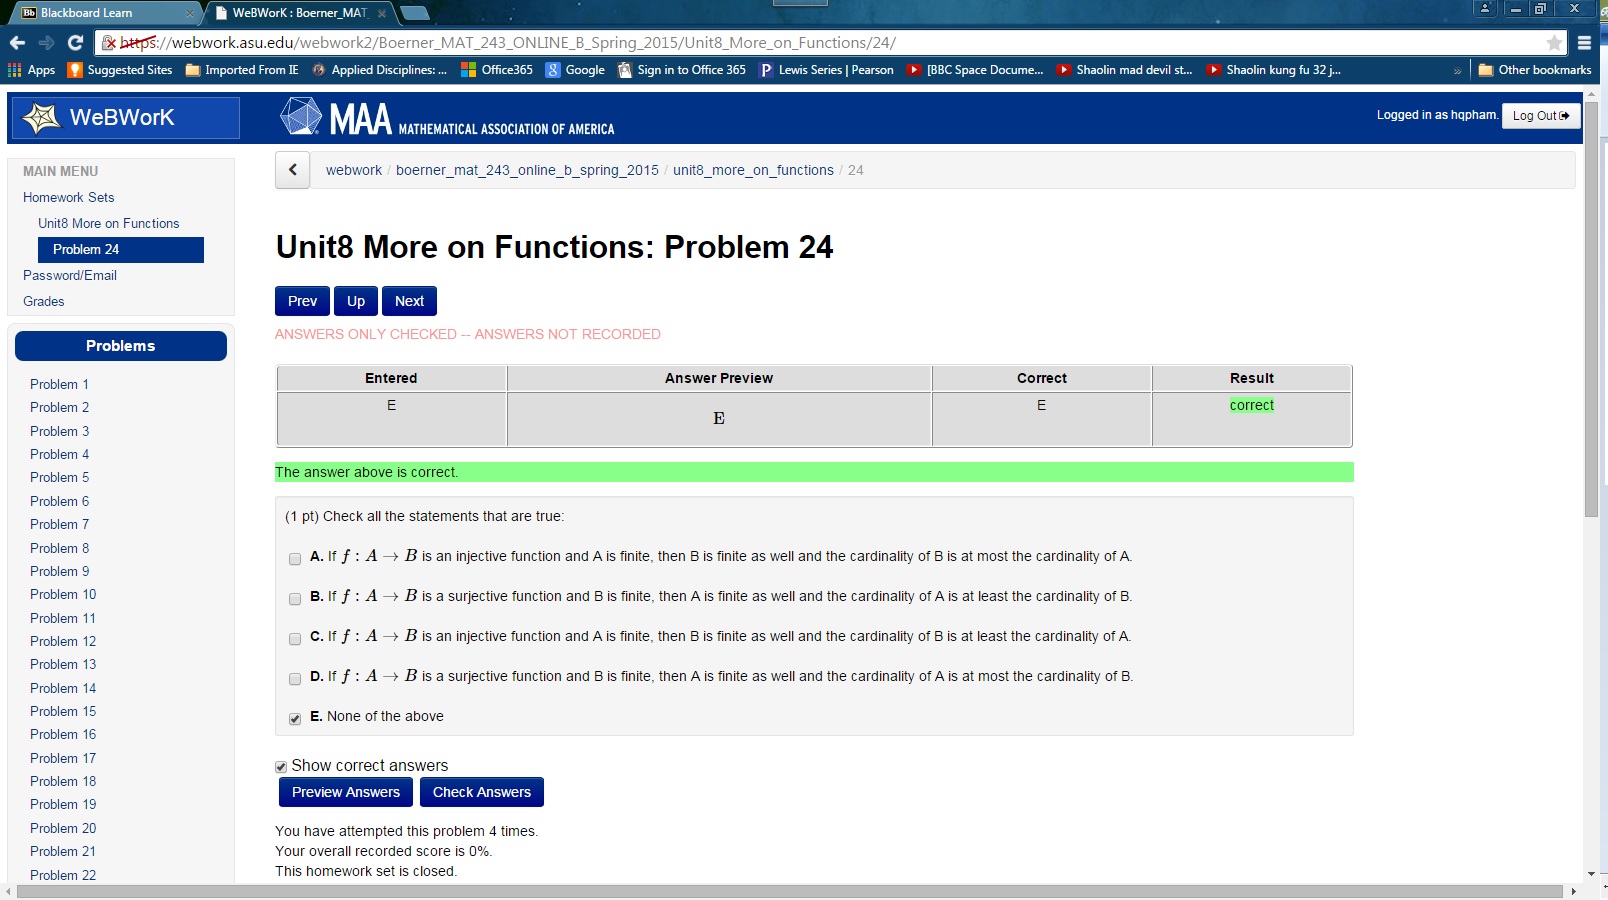 Blackboard Learn
WeBWorK : Boerner_MAT_
https://webwork.asu.edu/webwork2/Boerner_MAT_243_ONLINE_B_Spring_2015/Unit8_More_on_Functions/24/
Apps Suggested Sites Imported From IE Applied Disciplines: ... Office365 Google Sign in to Office 365 Lewis Series | Pearson [BBC Space Docume... Shaolin mad devil st... Shaolin kung fu 32 j... » Other bookmarks
WeBWorK
MAA MATHEMATICAL ASSOCIATION OF AMERICA
Logged in as hqpham. Log Out
MAIN MENU
Homework Sets
Unit8 More on Functions
Problem 24
Password/Email
Grades
Problems
Problem 1
Problem 2
Problem 3
Problem 4
Problem 5
Problem 6
Problem 7
Problem 8
Problem 9
Problem 10
Problem 11
Problem 12
Problem 13
Problem 14
Problem 15
Problem 16
Problem 17
Problem 18
Problem 19
Problem 20
Problem 21
Problem 22
webwork / boerner_mat_243_online_b_spring_2015 / unit8_more_on_functions / 24
Unit8 More on Functions: Problem 24
Prev Up Next
ANSWERS ONLY CHECKED -- ANSWERS NOT RECORDED
Entered Answer Preview Correct Result
E E E correct
The answer above is correct.
(1 pt) Check all the statements that are true:
A. If f : A → B is an injective function and A is finite, then B is finite as well and the cardinality of B is at most the cardinality of A.
B. If f : A → B is a surjective function and B is finite, then A is finite as well and the cardinality of A is at least the cardinality of B.
C. If f : A → B is an injective function and A is finite, then B is finite as well and the cardinality of B is at least the cardinality of A.
D. If f : A → B is a surjective function and B is finite, then A is finite as well and the cardinality of A is at most the cardinality of B.
E. None of the above
Show correct answers
Preview Answers Check Answers
You have attempted this problem 4 times.
Your overall recorded score is 0%.
This homework set is closed.